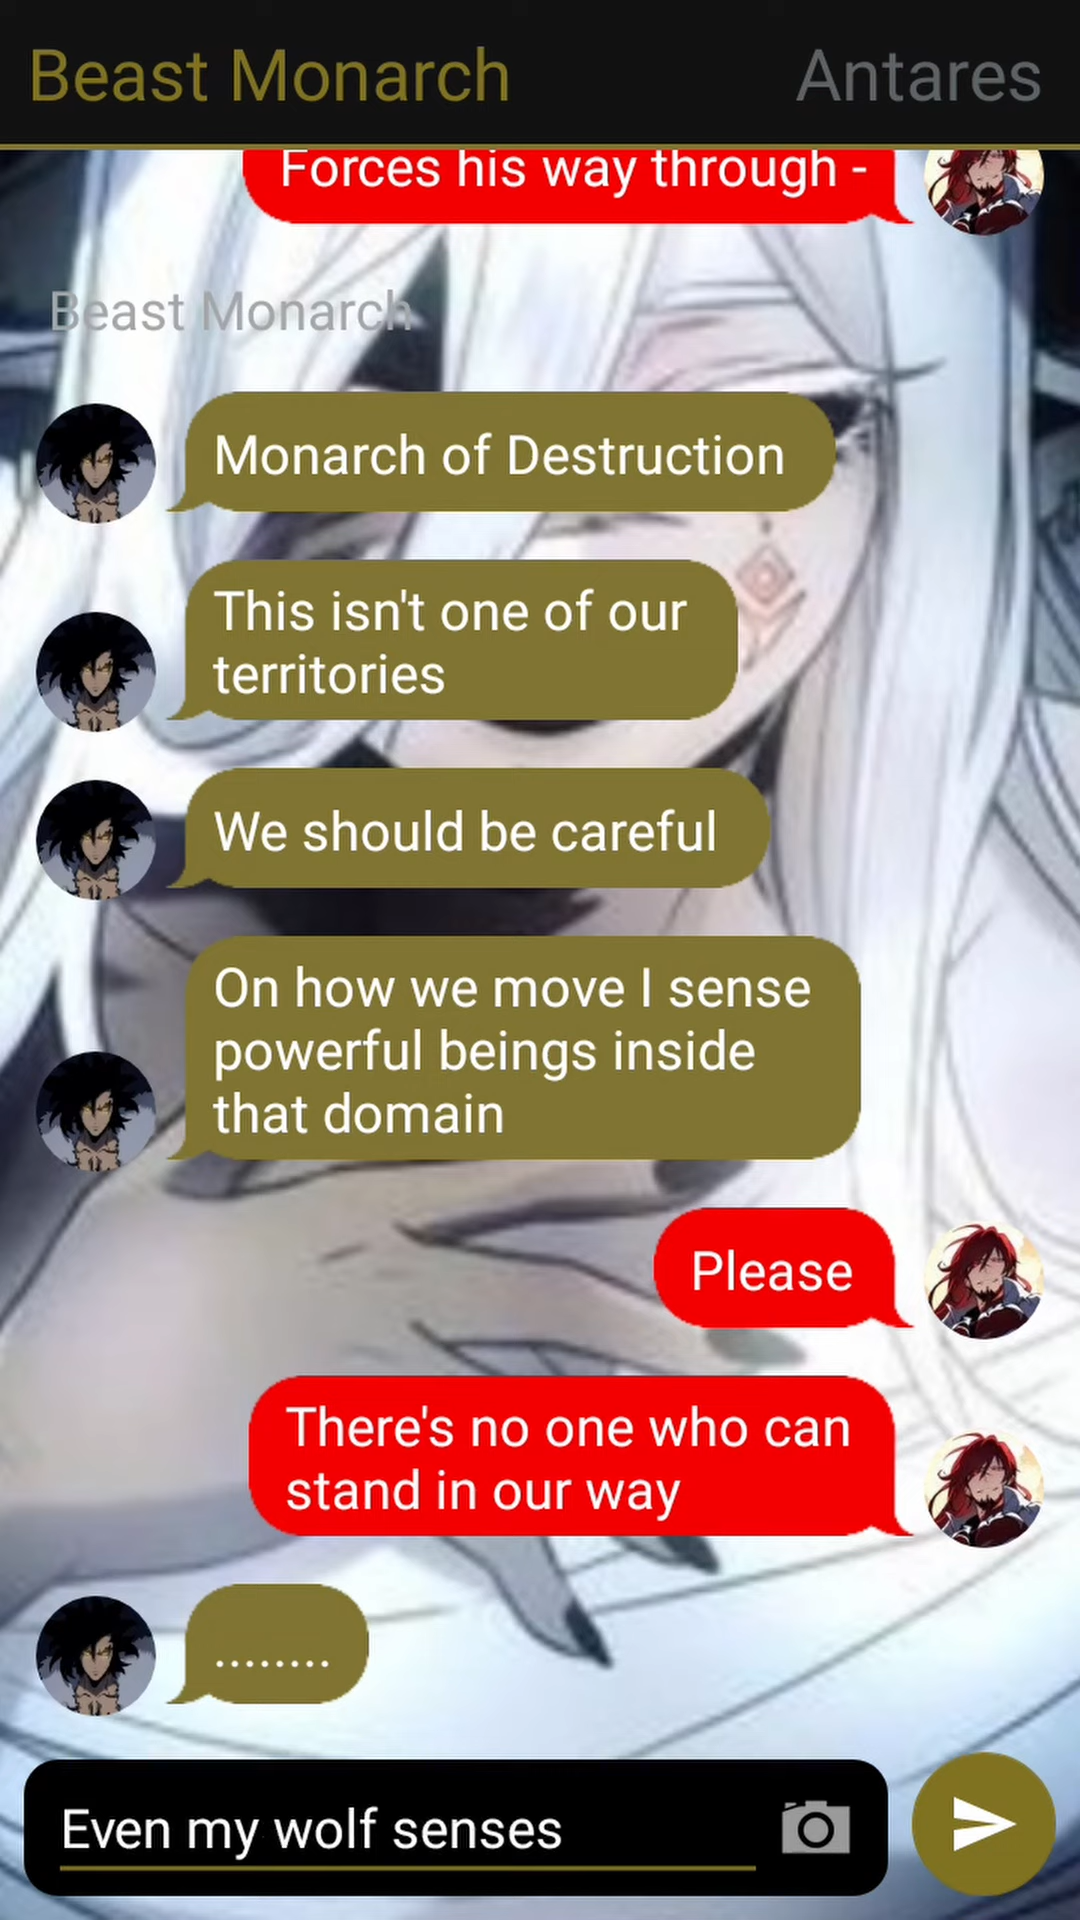 Beast Monarch Antares
Forces his way through -
Beast Monarch
Monarch of Destruction
This isn't one of our
territories
We should be careful
On how we move I sense
powerful beings inside
that domain
Please
There's no one who can
stand in our way
........
Even my wolf senses